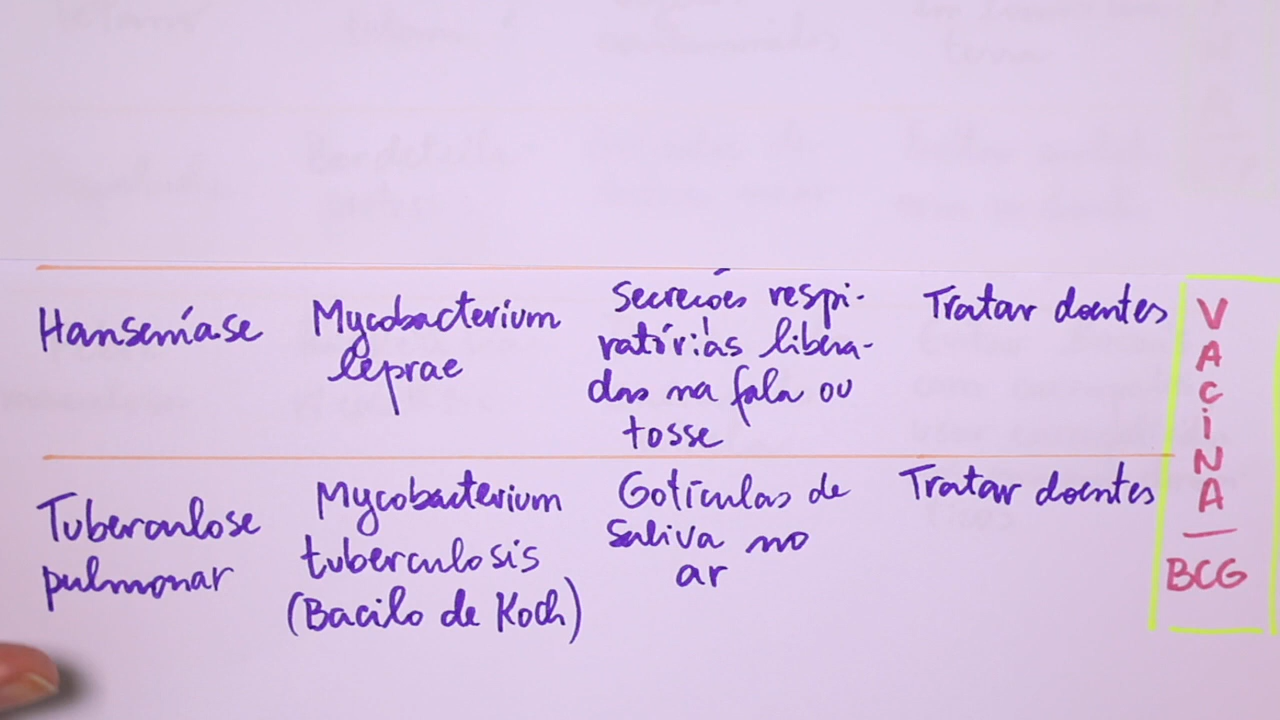 Hanseníase
Mycobacterium
leprae
Secrecões respi-
ratórias libera-
das na fala ou
tosse
Tratar doentes
Tuberculose
pulmonar
Mycobacterium
tuberculosis
(Bacilo de Koch)
Gotículas de
Saliva no
ar
Tratar doentes
VACINA
BCG